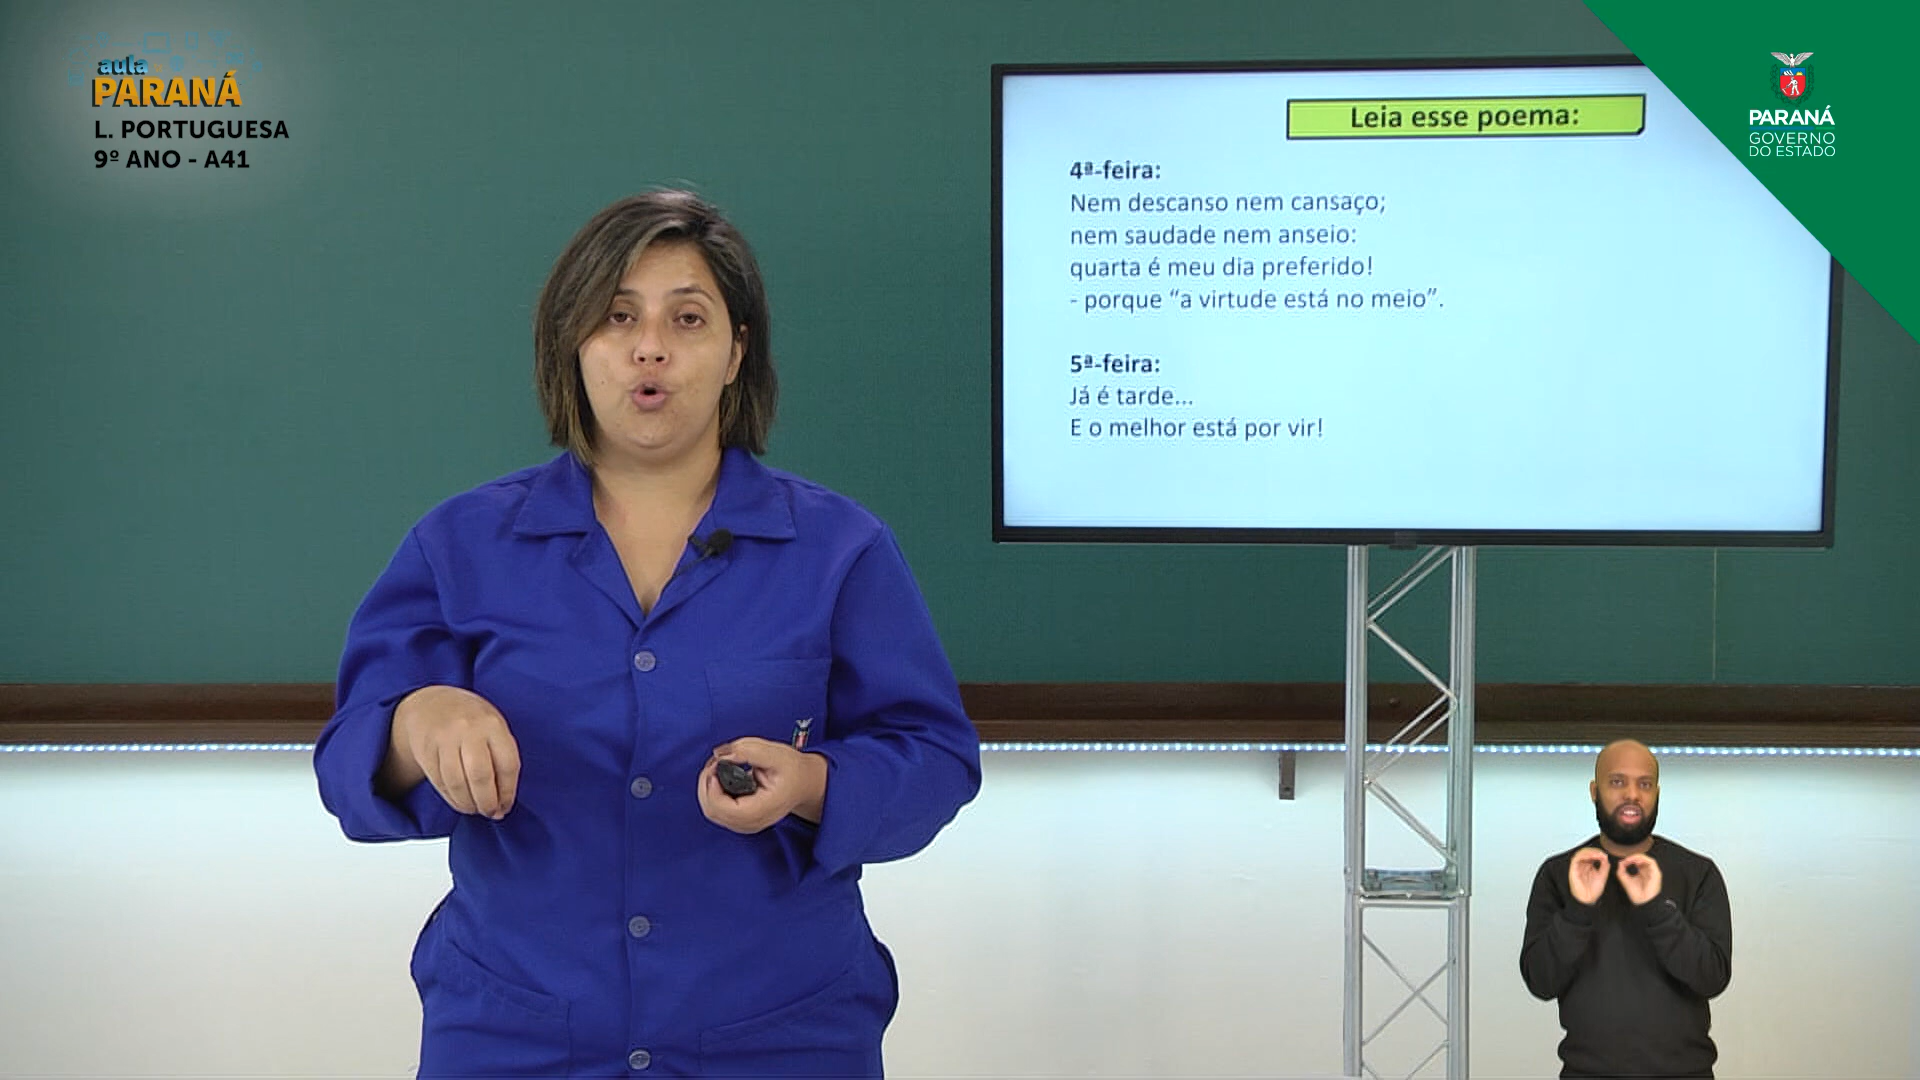 aula
PARANÁ
L. PORTUGUESA
9º ANO - A41
Leia esse poema:
4ª-feira:
Nem descanso nem cansaço;
nem saudade nem anseio:
quarta é meu dia preferido!
- porque “a virtude está no meio”.
5ª-feira:
Já é tarde...
E o melhor está por vir!
PARANÁ
GOVERNO
DO ESTADO